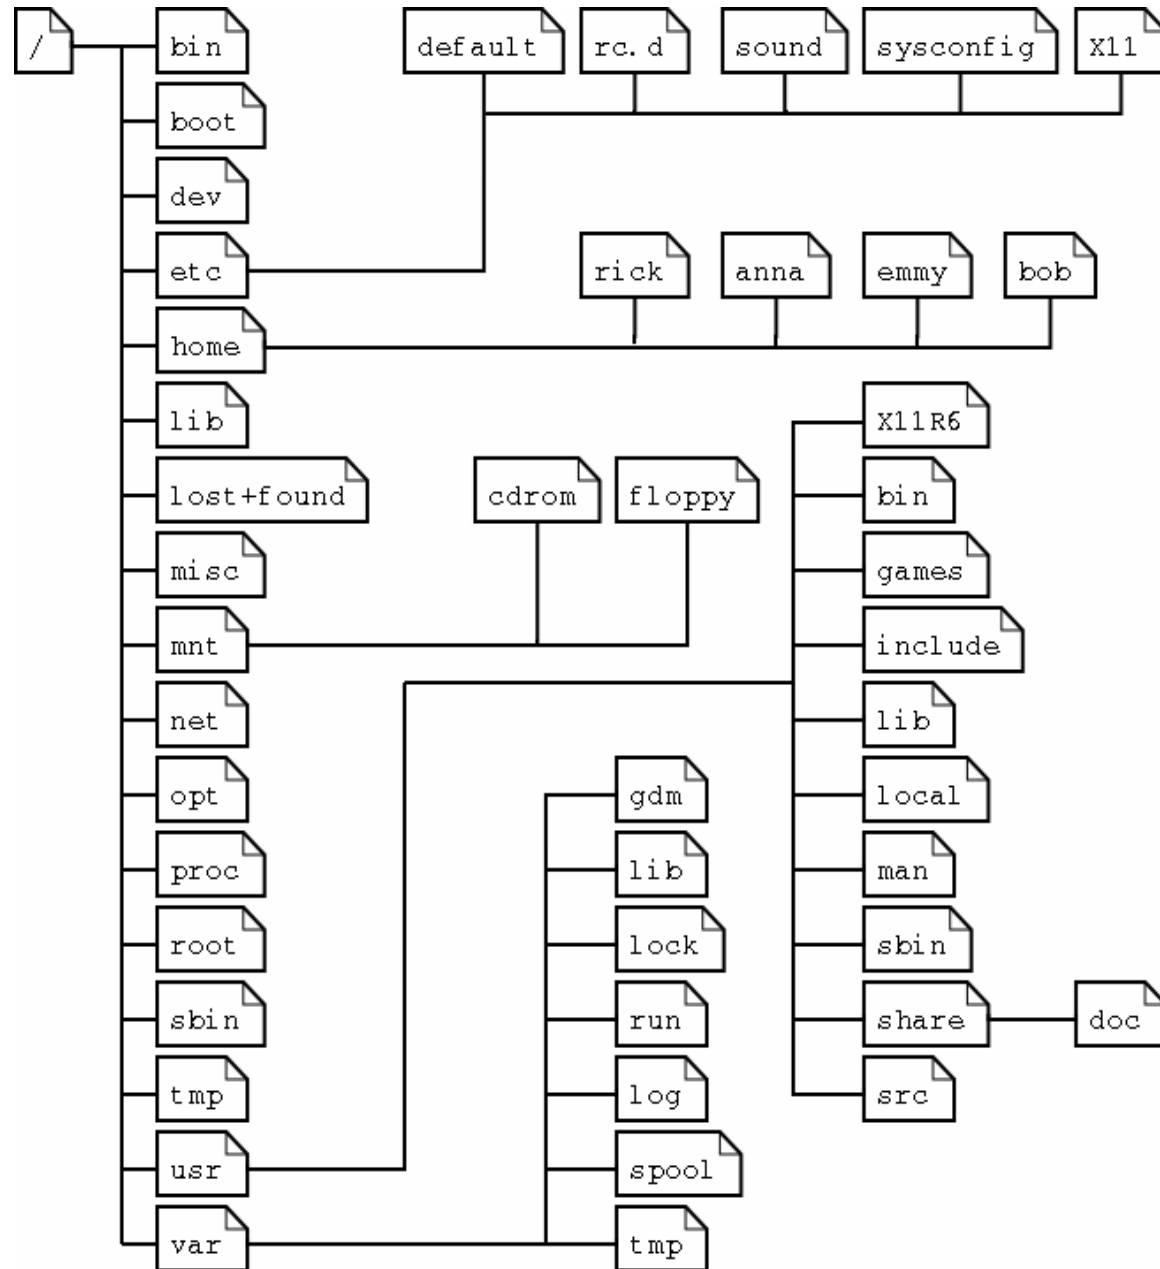 /
bin
default
rc.d
sound
sysconfig
X11
boot
dev
etc
rick
anna
emmy
bob
home
lib
X11R6
lost+found
cdrom
floppy
bin
misc
games
mnt
include
net
lib
opt
gdm
local
proc
lib
man
root
lock
sbin
sbin
run
share
doc
tmp
log
src
usr
spool
var
tmp